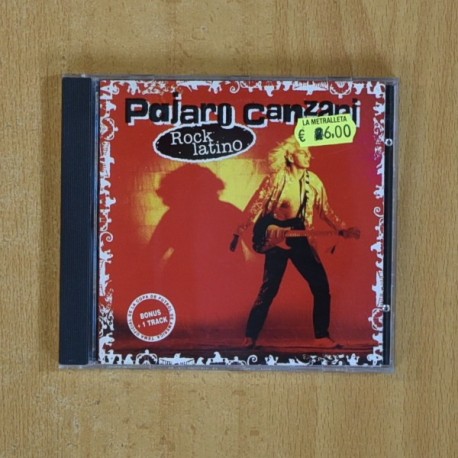 Pajaro Canzani
Rock
latino
LA METRALLETA
€ 6.00
BONUS
+ 1 TRACK